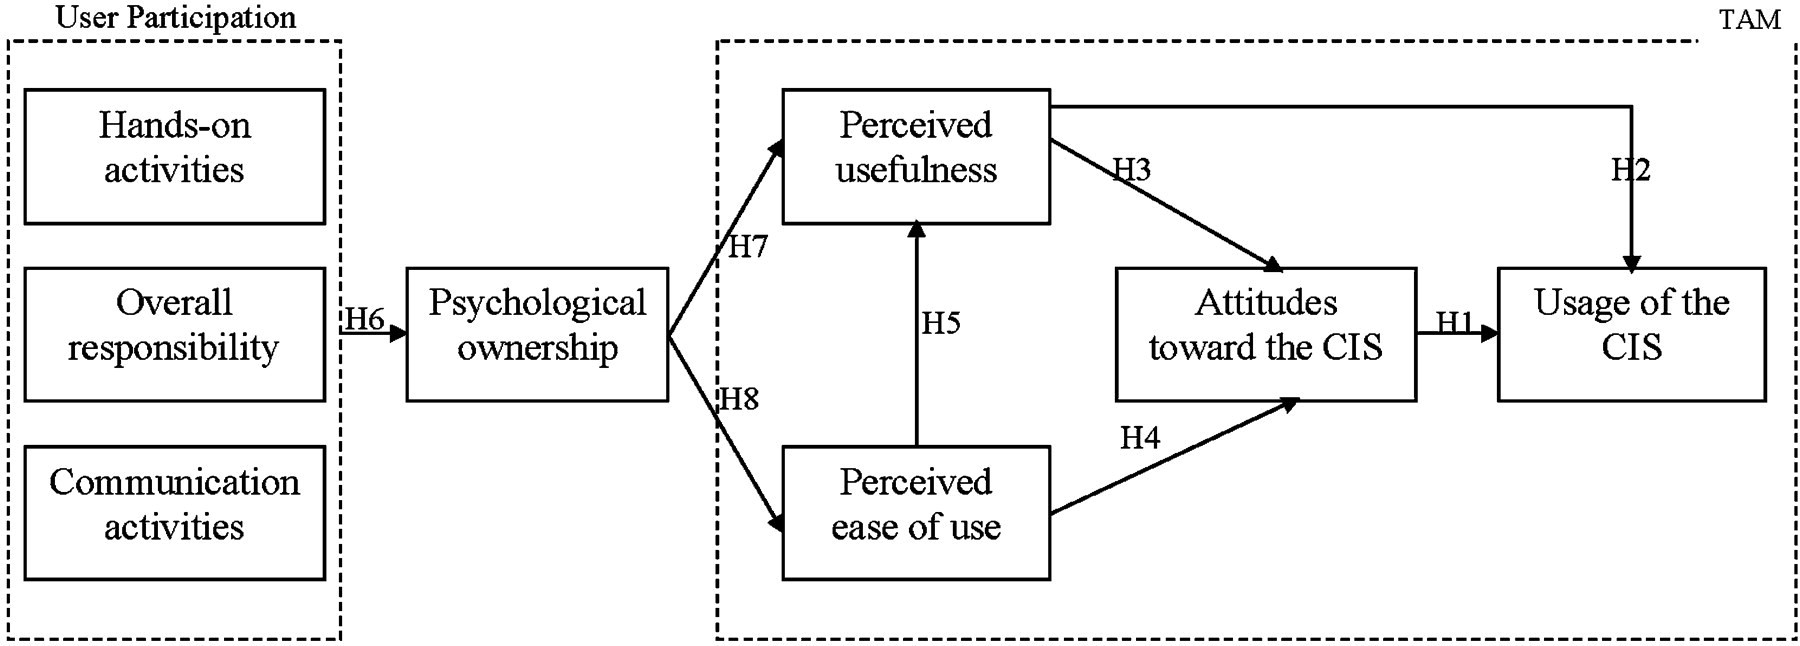 User Participation
TAM
Hands-on
activities
Perceived
usefulness
H3
H2
H7
Overall
responsibility
H6
Psychological
ownership
H5
Attitudes
toward the CIS
H1
Usage of the
CIS
H8
H4
Communication
activities
Perceived
ease of use